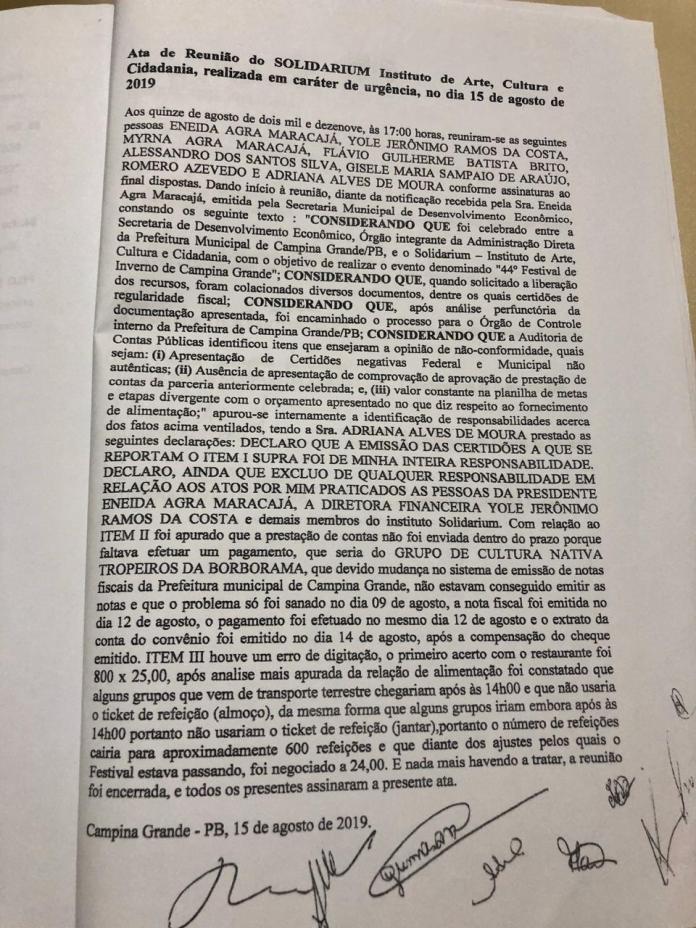 Ata de Reunião do SOLIDARIUM Instituto de Arte, Cultura e
Cidadania, realizada em caráter de urgência, no dia 15 de agosto de
2019
Aos quinze de agosto de dois mil e dezenove, às 17:00 horas, reuniram-se as seguintes
pessoas ENEIDA AGRA MARACAJÁ, YOLE JERÔNIMO RAMOS DA COSTA,
MYRNA AGRA MARACAJÁ, FLÁVIO GUILHERME BATISTA BRITO,
ALESSANDRO DOS SANTOS SILVA, GISELE MARIA SAMPAIO DE ARAÚJO,
ROMERO AZEVEDO E ADRIANA ALVES DE MOURA conforme assinaturas ao
final dispostas. Dando início à reunião, diante da notificação recebida pela Sra. Eneida
Agra Maracajá, emitida pela Secretaria Municipal de Desenvolvimento Econômico,
constando os seguinte texto : "CONSIDERANDO QUE foi celebrado entre a
Secretaria de Desenvolvimento Econômico, Órgão integrante da Administração Direta
da Prefeitura Municipal de Campina Grande/PB, e o Solidarium – Instituto de Arte,
Cultura e Cidadania, com o objetivo de realizar o evento denominado "44º Festival de
Inverno de Campina Grande"; CONSIDERANDO QUE, quando solicitado a liberação
dos recursos, foram colacionados diversos documentos, dentre os quais certidões de
regularidade fiscal; CONSIDERANDO QUE, após análise perfunctória da
documentação apresentada, foi encaminhado o processo para o Órgão de Controle
interno da Prefeitura de Campina Grande/PB; CONSIDERANDO QUE a Auditoria de
Contas Públicas identificou itens que ensejaram a opinião de não-conformidade, quais
sejam: (i) Apresentação de Certidões negativas Federal e Municipal não
autênticas; (ii) Ausência de apresentação de comprovação de aprovação de prestação de
contas da parceria anteriormente celebrada; e, (iii) valor constante na planilha de metas
e etapas divergente com o orçamento apresentado no que diz respeito ao fornecimento
de alimentação;" apurou-se internamente a identificação de responsabilidades acerca
dos fatos acima ventilados, tendo a Sra. ADRIANA ALVES DE MOURA prestado as
seguintes declarações: DECLARO QUE A EMISSÃO DAS CERTIDÕES A QUE SE
REPORTAM O ITEM I SUPRA FOI DE MINHA INTEIRA RESPONSABILIDADE.
DECLARO, AINDA QUE EXCLUO DE QUALQUER RESPONSABILIDADE EM
RELAÇÃO AOS ATOS POR MIM PRATICADOS AS PESSOAS DA PRESIDENTE
ENEIDA AGRA MARACAJÁ, A DIRETORA FINANCEIRA YOLE JERÔNIMO
RAMOS DA COSTA e demais membros do instituto Solidarium. Com relação ao
ITEM II foi apurado que a prestação de contas não foi enviada dentro do prazo porque
faltava efetuar um pagamento, que seria do GRUPO DE CULTURA NATIVA
TROPEIROS DA BORBORAMA, que devido mudança no sistema de emissão de notas
fiscais da Prefeitura municipal de Campina Grande, não estavam conseguido emitir as
notas e que o problema só foi sanado no dia 09 de agosto, a nota fiscal foi emitida no
dia 12 de agosto, o pagamento foi efetuado no mesmo dia 12 de agosto e o extrato da
conta do convênio foi emitido no dia 14 de agosto, após a compensação do cheque
emitido. ITEM III houve um erro de digitação, o primeiro acerto com o restaurante foi
800 x 25,00, após analise mais apurada da relação de alimentação foi constatado que
alguns grupos que vem de transporte terrestre chegariam após às 14h00 e que não usaria
o ticket de refeição (almoço), da mesma forma que alguns grupos iriam embora após às
14h00 portanto não usariam o ticket de refeição (jantar),portanto o número de refeições
cairia para aproximadamente 600 refeições e que diante dos ajustes pelos quais o
Festival estava passando, foi negociado a 24,00. E nada mais havendo a tratar, a reunião
foi encerrada, e todos os presentes assinaram a presente ata.
Campina Grande - PB, 15 de agosto de 2019.